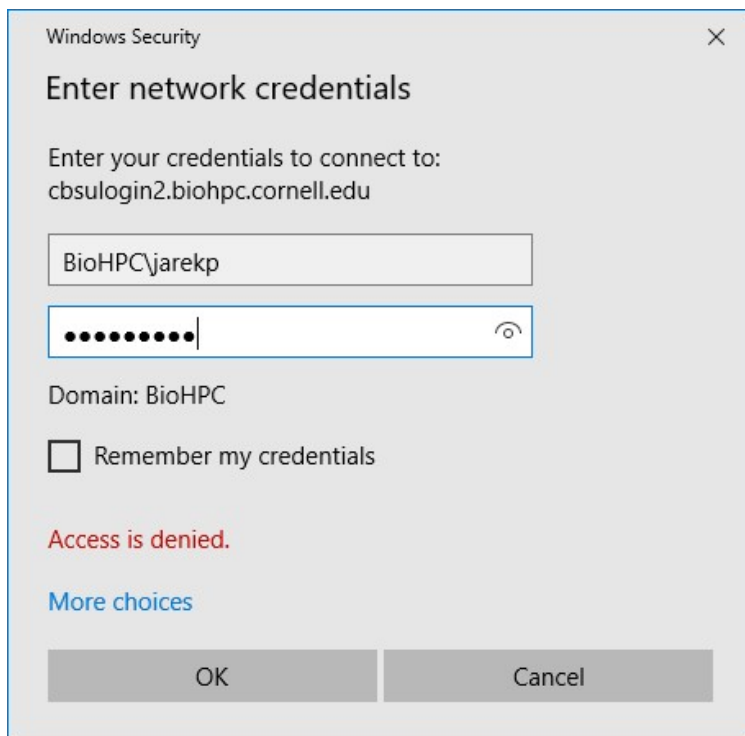 Windows Security
Enter network credentials
Enter your credentials to connect to:
cbsulogin2.biohpc.cornell.edu
BioHPC\jarekp
●●●●●●●●●
Domain: BioHPC
Remember my credentials
Access is denied.
More choices
OK
Cancel